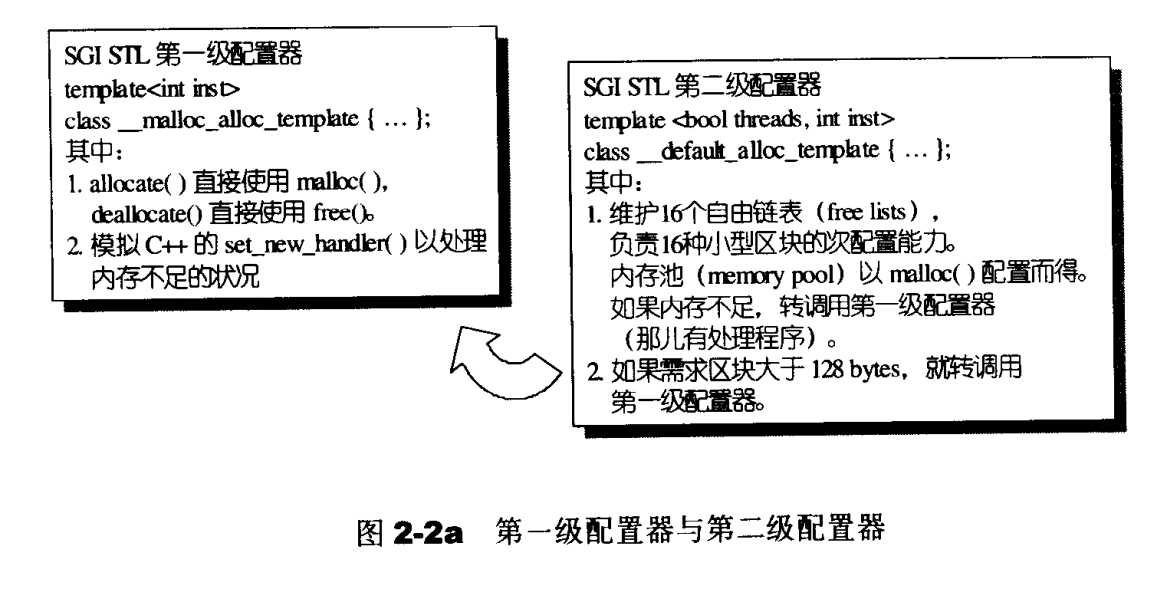 SGI STL 第一级配置器
template<int inst>
class __malloc_alloc_template { … };
其中：
1. allocate( ) 直接使用 malloc( ),
deallocate() 直接使用 free()。
2. 模拟 C++ 的 set_new_handler( ) 以处理
内存不足的状况
SGI STL 第二级配置器
template <bool threads, int inst>
class __default_alloc_template { … };
其中：
1. 维护16个自由链表（free lists），
负责16种小型区块的次配置能力。
内存池（memory pool）以 malloc( ) 配置而得。
如果内存不足，转调用第一级配置器
（那儿有处理程序）。
2. 如果需求区块大于 128 bytes，就转调用
第一级配置器。
图 2-2a 第一级配置器与第二级配置器